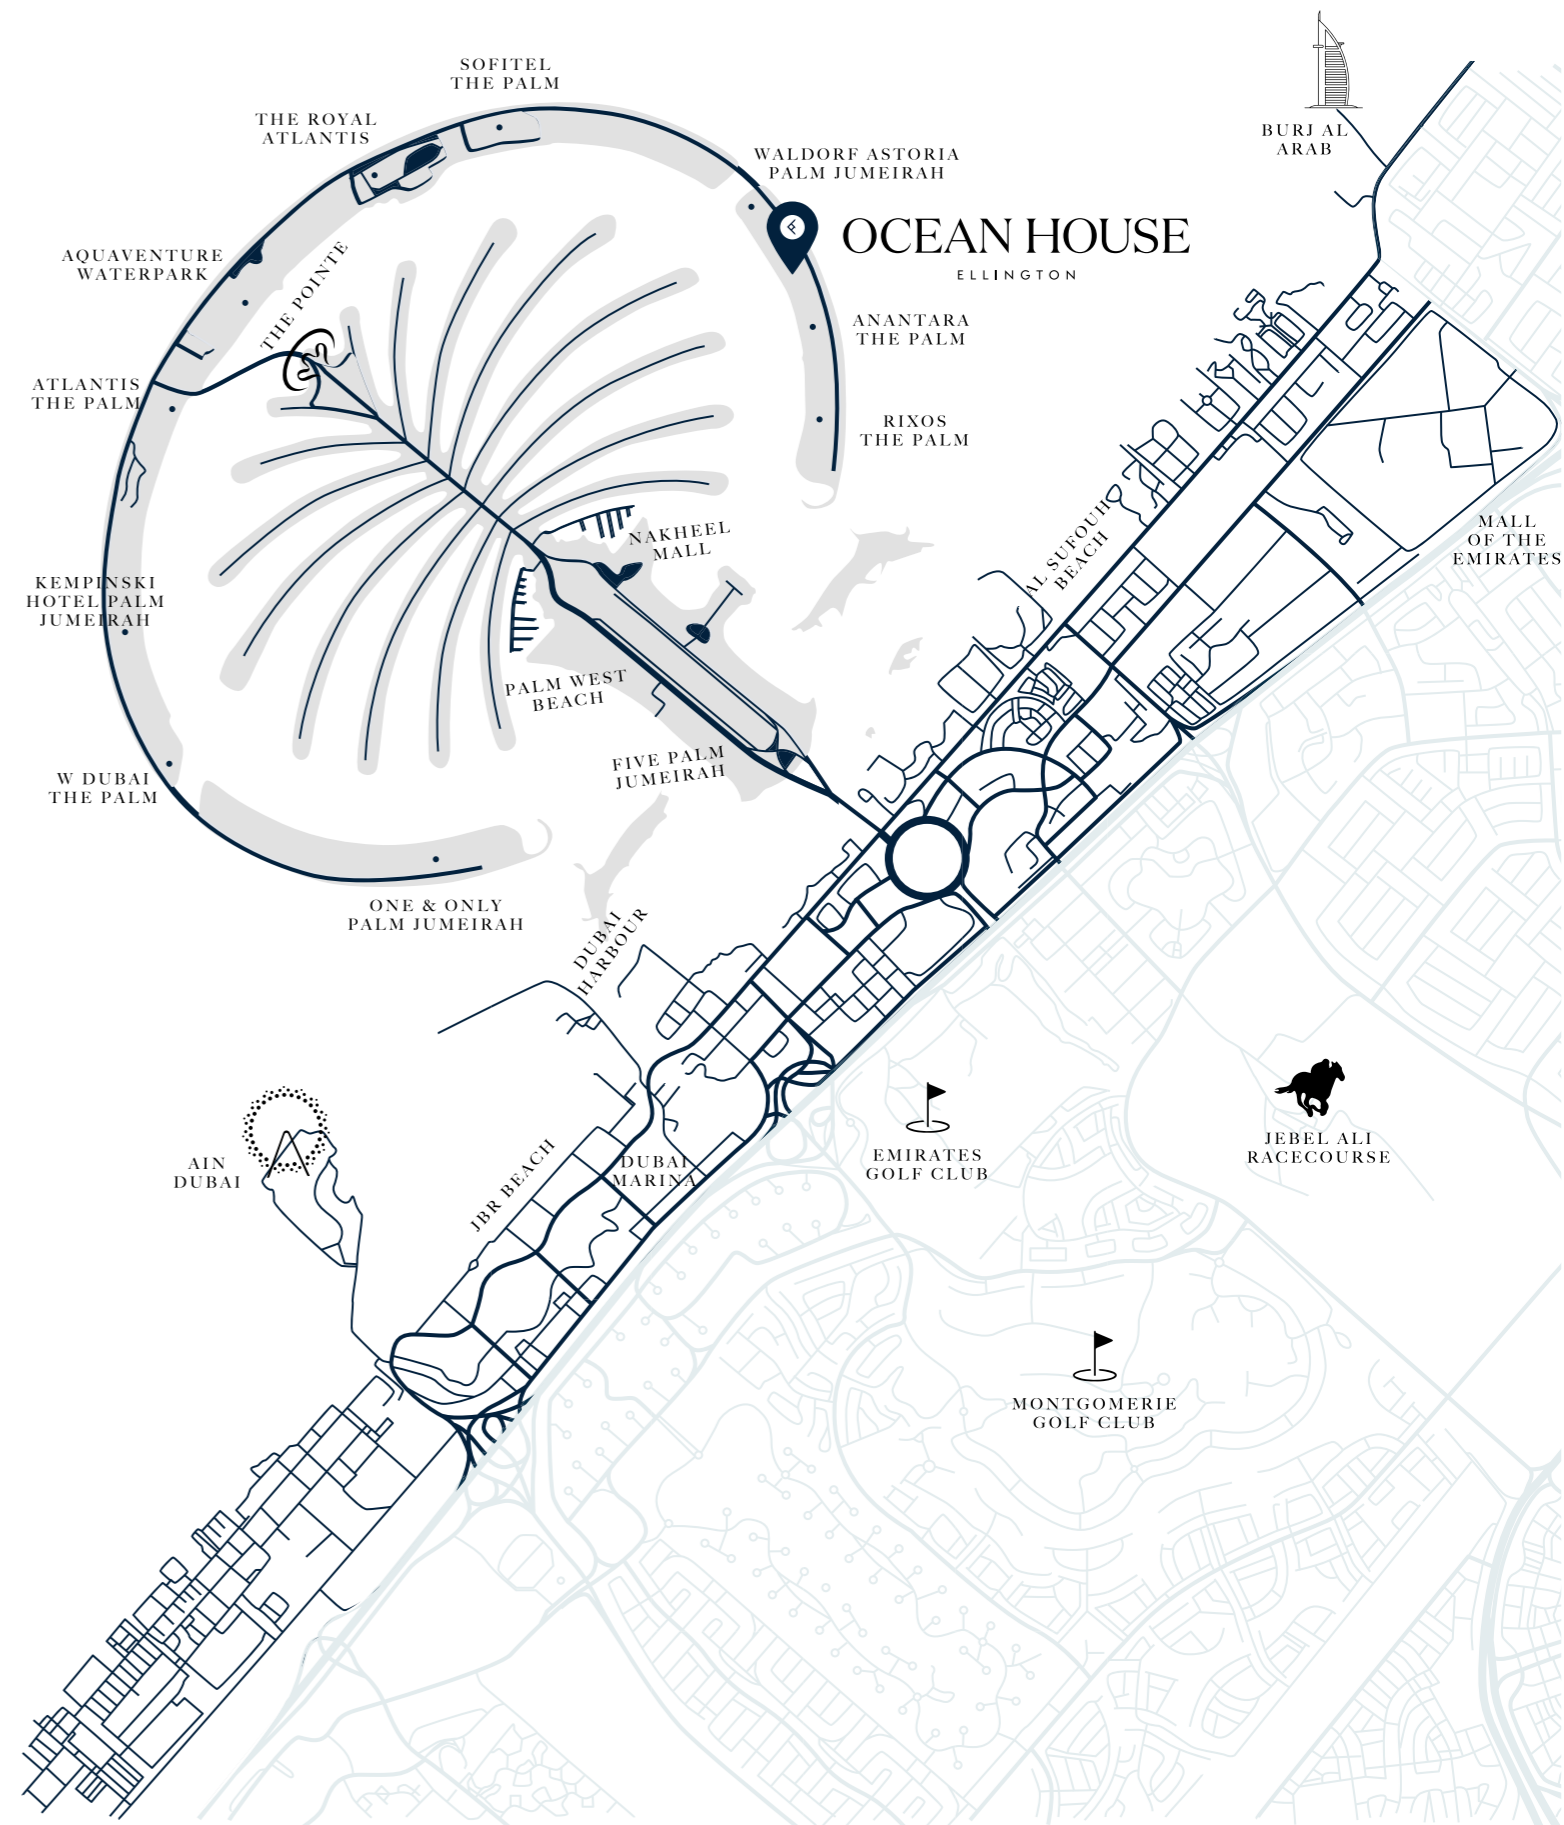 SOFITEL
THE PALM
THE ROYAL
ATLANTIS
BURJ AL
ARAB
WALDORF ASTORIA
PALM JUMEIRAH
OCEAN HOUSE
ELLINGTON
AQUAVENTURE
WATERPARK
THE POINTE
ANANTARA
THE PALM
ATLANTIS
THE PALM
RIXOS
THE PALM
NAKHEEL
MALL
AL SUFOUH
BEACH
MALL
OF THE
EMIRATES
KEMPINSKI
HOTEL PALM
JUMEIRAH
PALM WEST
BEACH
FIVE PALM
JUMEIRAH
W DUBAI
THE PALM
ONE & ONLY
PALM JUMEIRAH
DUBAI
HARBOUR
AIN
DUBAI
JBR BEACH
DUBAI
MARINA
EMIRATES
GOLF CLUB
JEBEL ALI
RACECOURSE
MONTGOMERIE
GOLF CLUB